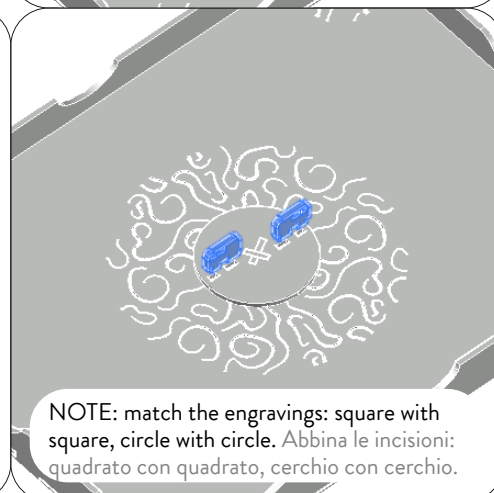 NOTE: match the engravings: square with
square, circle with circle. Abbina le incisioni:
quadrato con quadrato, cerchio con cerchio.